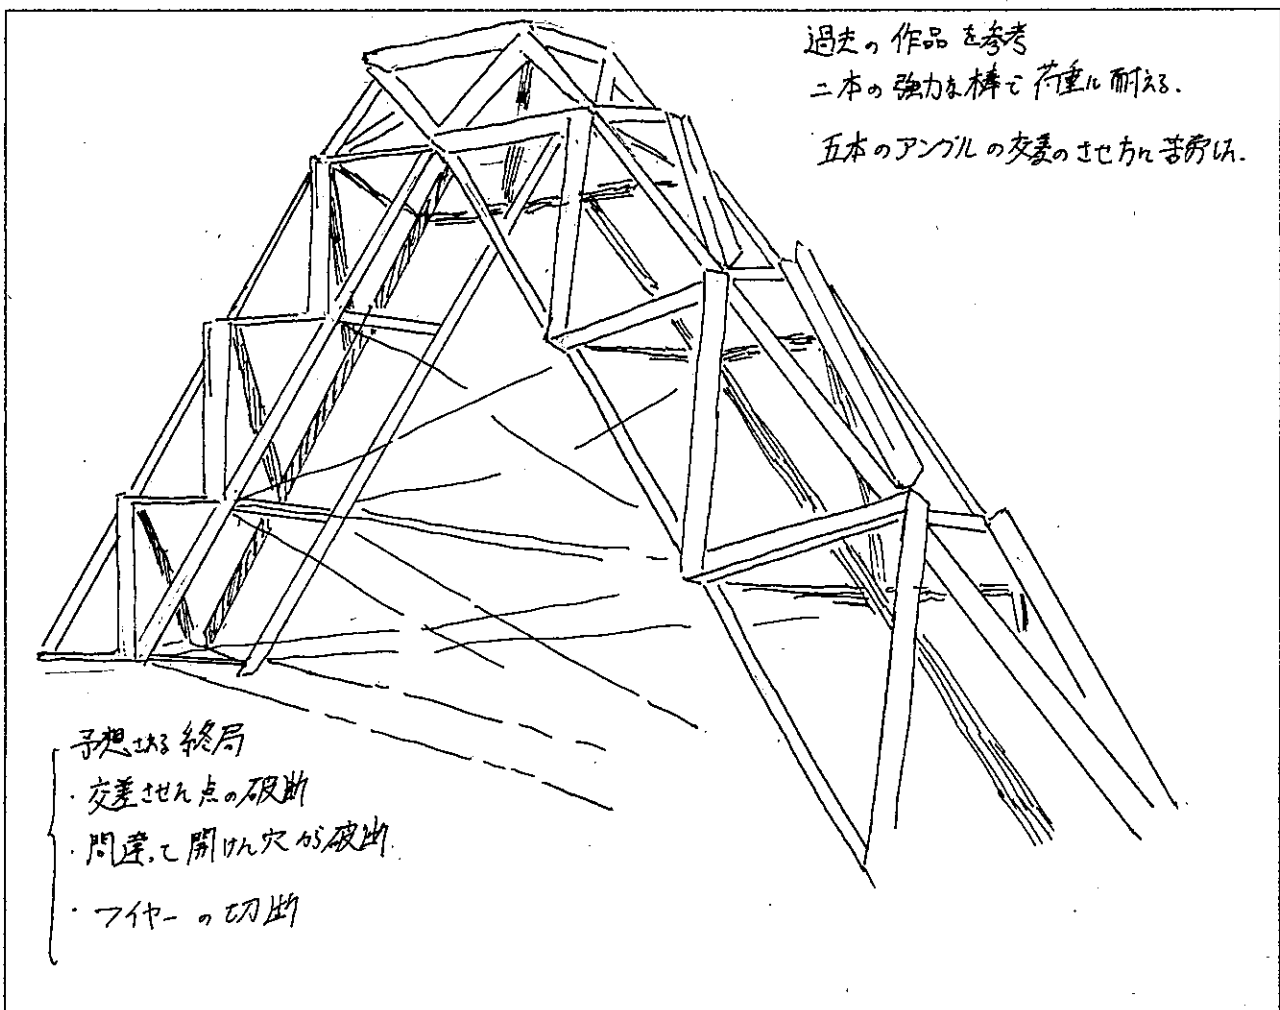 過去の作品を参考
二本の強力な棒で荷重に耐える.
五本のアングルの交差のさせ方に苦労した.
予想される終局
・交差させた点の破断
・間違って開けた穴から破断.
・ワイヤーの切断